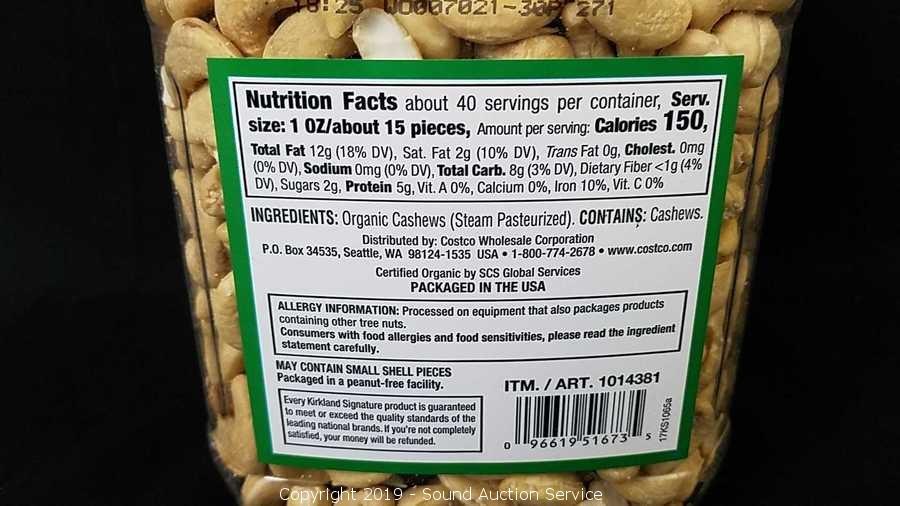 18:25 WO007021-30P 271
Nutrition Facts about 40 servings per container, Serv.
size: 1 OZ/about 15 pieces, Amount per serving: Calories 150,
Total Fat 12g (18% DV), Sat. Fat 2g (10% DV), Trans Fat 0g, Cholest. 0mg
(0% DV), Sodium 0mg (0% DV), Total Carb. 8g (3% DV), Dietary Fiber <1g (4%
DV), Sugars 2g, Protein 5g, Vit. A 0%, Calcium 0%, Iron 10%, Vit. C 0%
INGREDIENTS: Organic Cashews (Steam Pasteurized). CONTAINS: Cashews.
Distributed by: Costco Wholesale Corporation
P.O. Box 34535, Seattle, WA 98124-1535 USA • 1-800-774-2678 • www.costco.com
Certified Organic by SCS Global Services
PACKAGED IN THE USA
ALLERGY INFORMATION: Processed on equipment that also packages products
containing other tree nuts.
Consumers with food allergies and food sensitivities, please read the ingredient
statement carefully.
MAY CONTAIN SMALL SHELL PIECES
Packaged in a peanut-free facility.
Every Kirkland Signature product is guaranteed
to meet or exceed the quality standards of the
leading national brands. If you're not completely
satisfied, your money will be refunded.
ITM. / ART. 1014381
0 96619 51673 5
17KS1065a
Copyright 2019 - Sound Auction Service